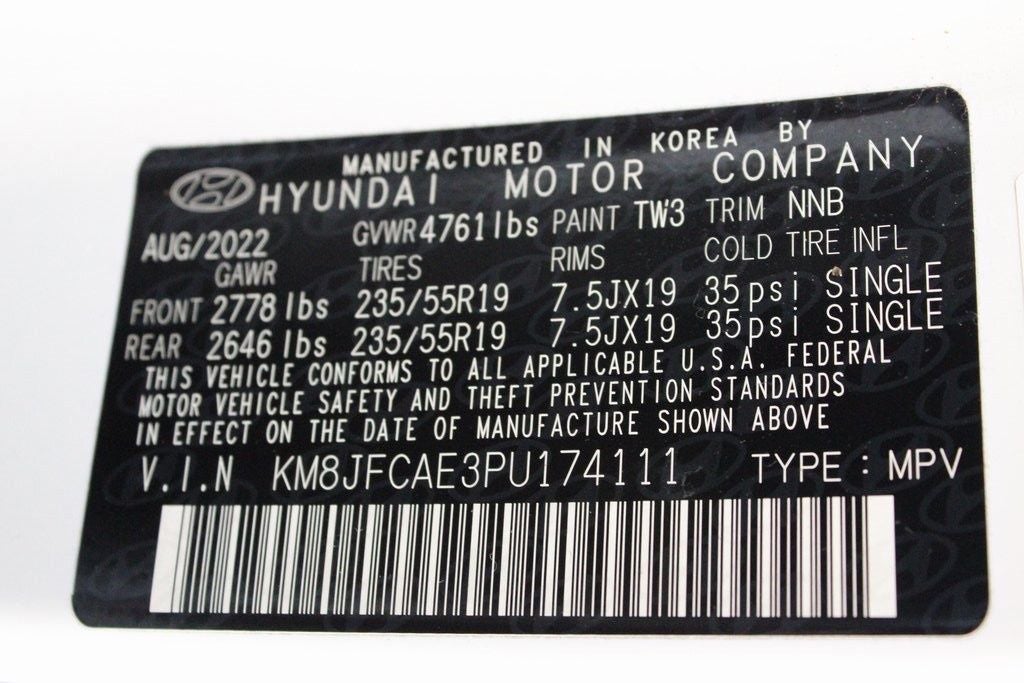 MANUFACTURED IN KOREA BY
HYUNDAI MOTOR COMPANY
AUG/2022 GVWR 4761 lbs PAINT TW3 TRIM NNB
GAWR TIRES RIMS COLD TIRE INFL
FRONT 2778 lbs 235/55R19 7.5JX19 35psi SINGLE
REAR 2646 lbs 235/55R19 7.5JX19 35psi SINGLE
THIS VEHICLE CONFORMS TO ALL APPLICABLE U.S.A. FEDERAL
MOTOR VEHICLE SAFETY AND THEFT PREVENTION STANDARDS
IN EFFECT ON THE DATE OF MANUFACTURE SHOWN ABOVE
V.I.N KM8JFCAE3PU174111 TYPE : MPV